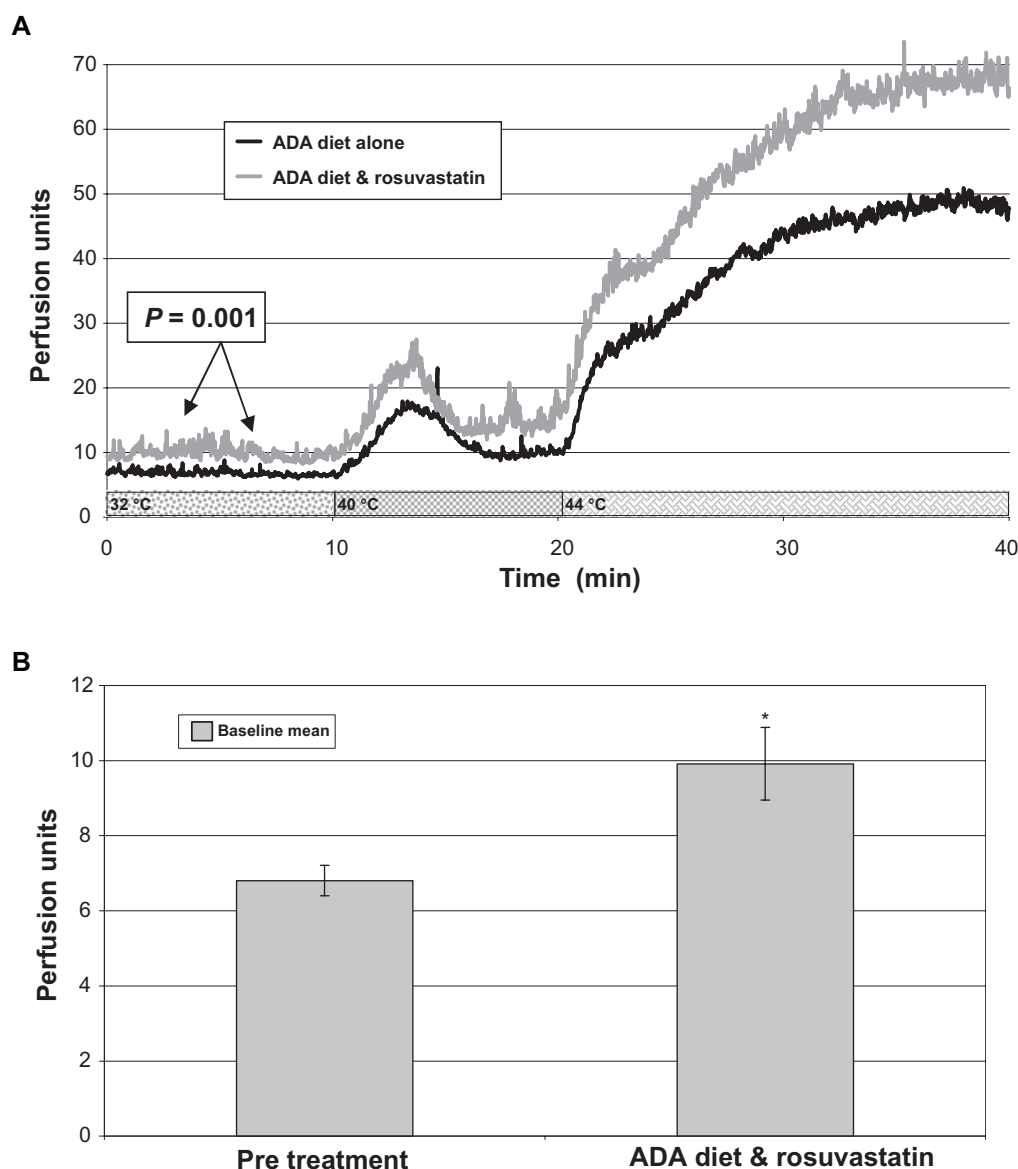 A
70
60
50
40
30
20
10
0
Perfusion units
ADA diet alone
ADA diet & rosuvastatin
P = 0.001
32 °C
40 °C
44 °C
0
10
20
30
40
Time (min)
B
12
10
8
6
4
2
0
Perfusion units
Baseline mean
*
Pre treatment
ADA diet & rosuvastatin